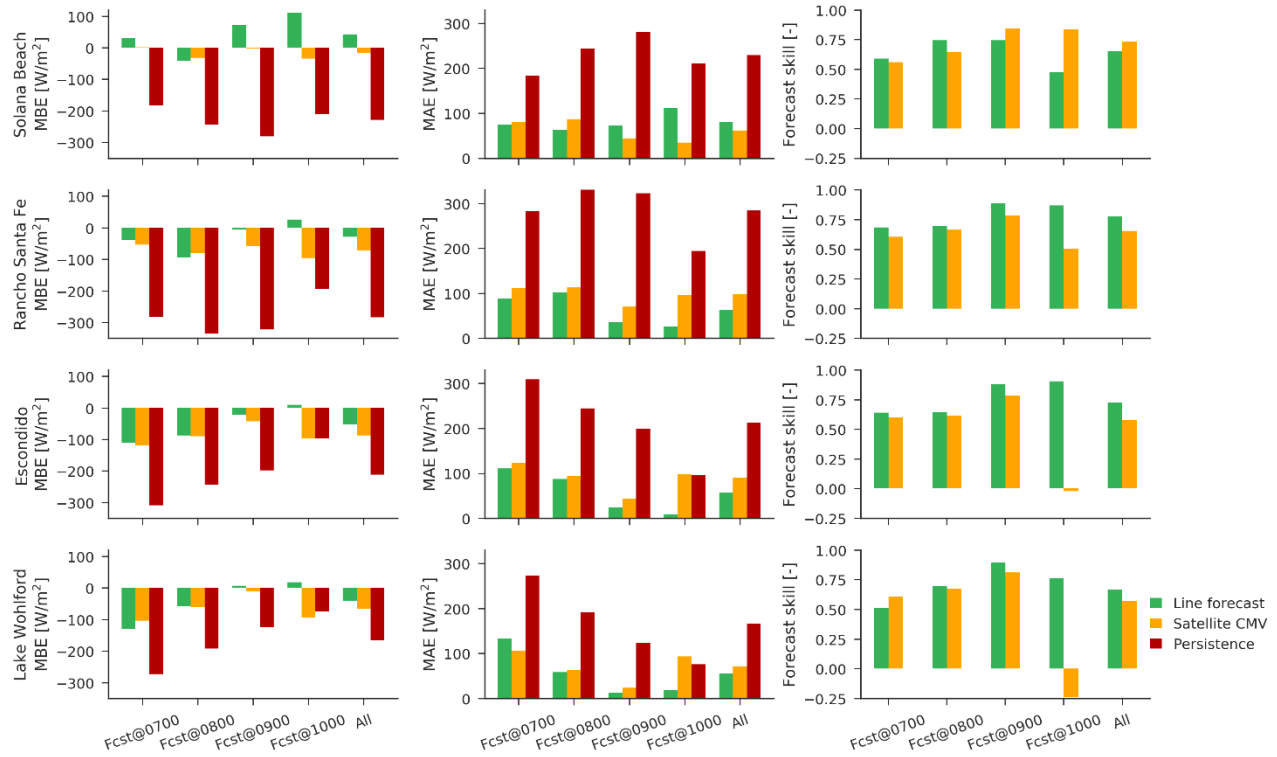 Solana Beach
MBE [W/m²]
100
0
−100
−200
−300
MAE [W/m²]
300
200
100
0
Forecast skill [-]
1.00
0.75
0.50
0.25
0.00
−0.25
Rancho Santa Fe
MBE [W/m²]
100
0
−100
−200
−300
MAE [W/m²]
300
200
100
0
Forecast skill [-]
1.00
0.75
0.50
0.25
0.00
−0.25
Escondido
MBE [W/m²]
100
0
−100
−200
−300
MAE [W/m²]
300
200
100
0
Forecast skill [-]
1.00
0.75
0.50
0.25
0.00
−0.25
Lake Wohlford
MBE [W/m²]
100
0
−100
−200
−300
MAE [W/m²]
300
200
100
0
Forecast skill [-]
1.00
0.75
0.50
0.25
0.00
−0.25
Line forecast
Satellite CMV
Persistence
Fcst@0700
Fcst@0800
Fcst@0900
Fcst@1000
All
Fcst@0700
Fcst@0800
Fcst@0900
Fcst@1000
All
Fcst@0700
Fcst@0800
Fcst@0900
Fcst@1000
All